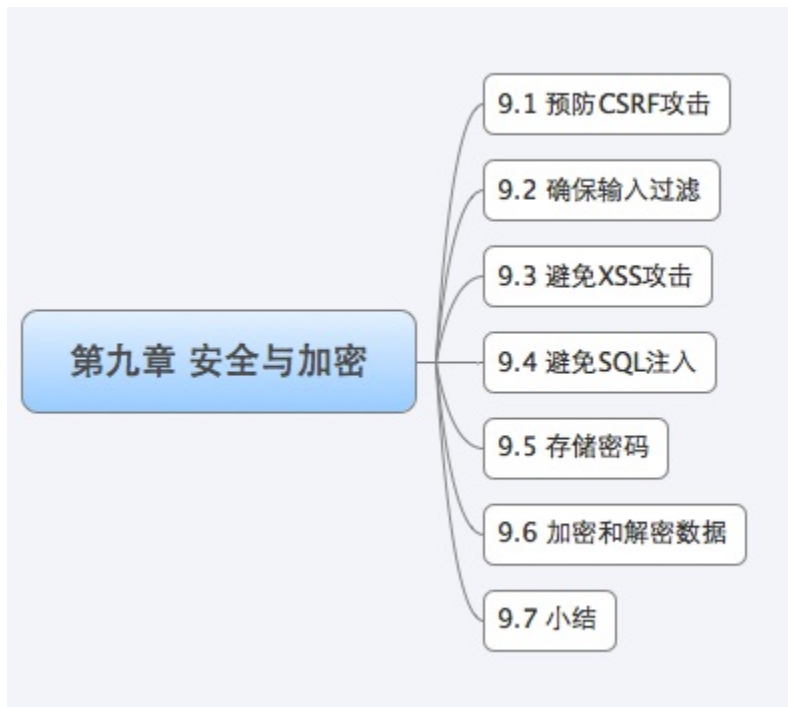 第九章 安全与加密
9.1 预防CSRF攻击
9.2 确保输入过滤
9.3 避免XSS攻击
9.4 避免SQL注入
9.5 存储密码
9.6 加密和解密数据
9.7 小结